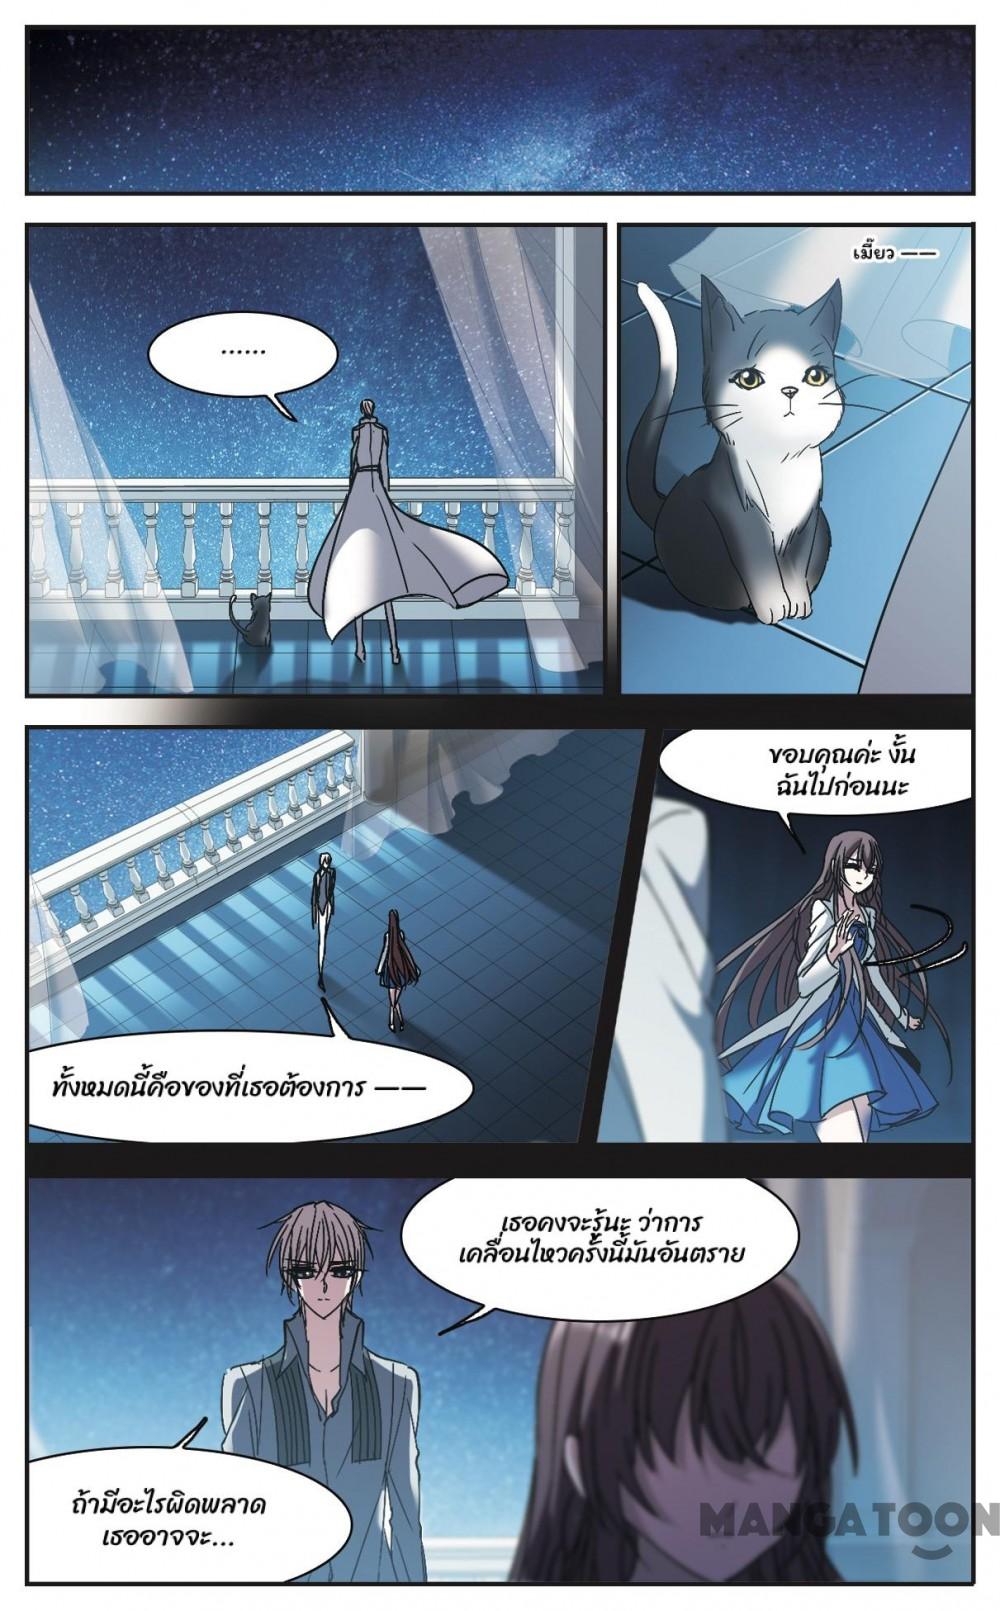 ......
เมี๊ยว ——
ทั้งหมดนี้คือของที่เธอต้องการ ——
ขอบคุณค่ะ งั้น
ฉันไปก่อนนะ
เธอคงจะรู้นะ ว่าการ
เคลื่อนไหวครั้งนี้มันอันตราย
ถ้ามีอะไรผิดพลาด
เธออาจจะ...
MANGATOON